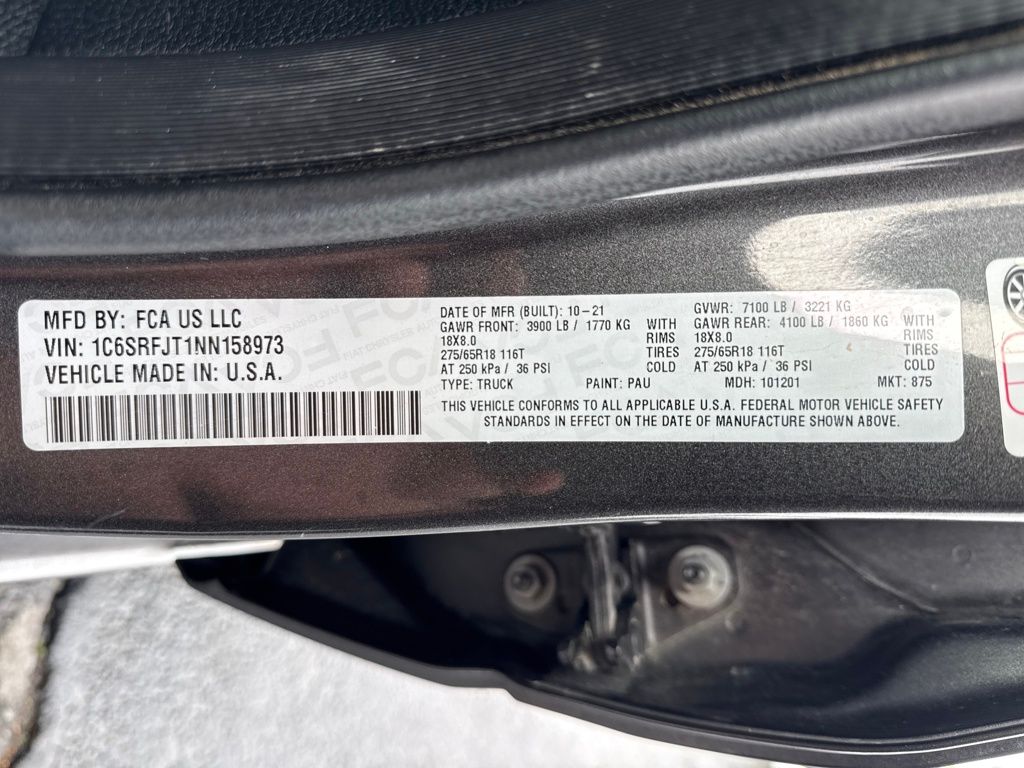 MFD BY: FCA US LLC
VIN: 1C6SRFJT1NN158973
VEHICLE MADE IN: U.S.A.
DATE OF MFR (BUILT): 10-21 GVWR: 7100 LB / 3221 KG
GAWR FRONT: 3900 LB / 1770 KG WITH GAWR REAR: 4100 LB / 1860 KG WITH
18X8.0 RIMS 18X8.0 RIMS
275/65R18 116T TIRES 275/65R18 116T TIRES
AT 250 kPa / 36 PSI COLD AT 250 kPa / 36 PSI COLD
TYPE: TRUCK PAINT: PAU MDH: 101201 MKT: 875
THIS VEHICLE CONFORMS TO ALL APPLICABLE U.S.A. FEDERAL MOTOR VEHICLE SAFETY
STANDARDS IN EFFECT ON THE DATE OF MANUFACTURE SHOWN ABOVE.